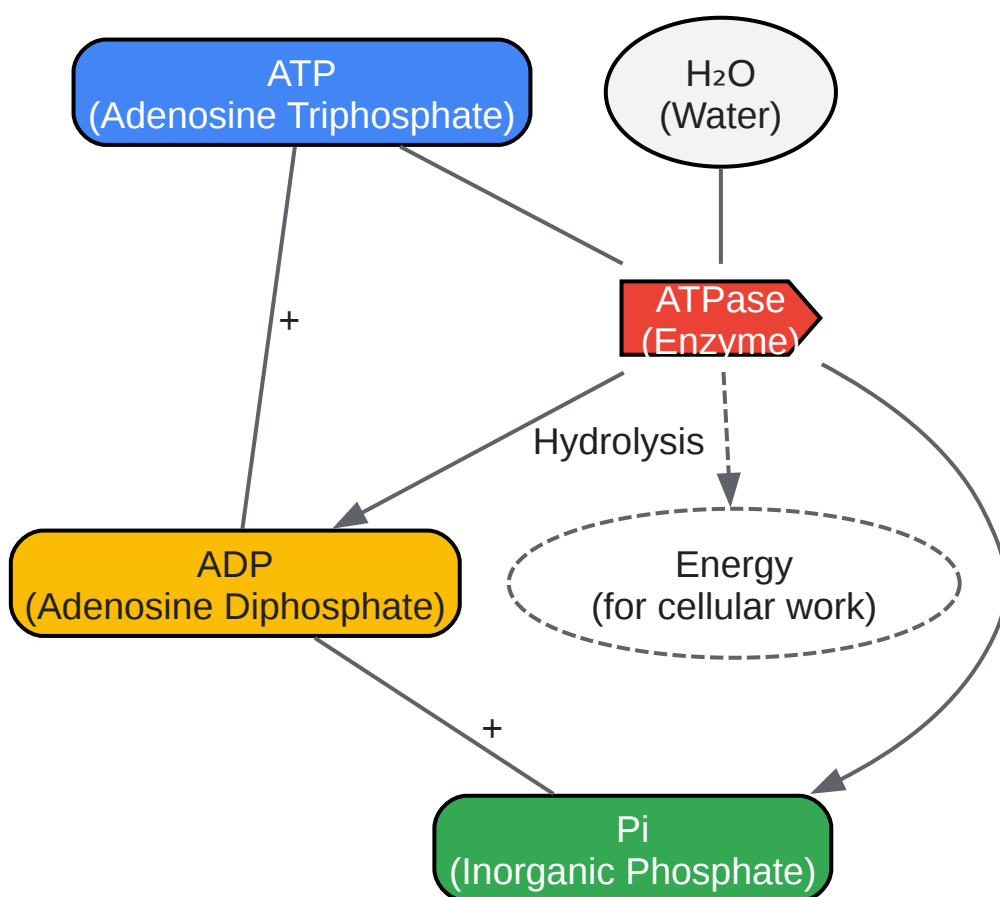 ATP
(Adenosine Triphosphate)
H₂O
(Water)
+
ATPase
(Enzyme)
Hydrolysis
ADP
(Adenosine Diphosphate)
Energy
(for cellular work)
+
Pi
(Inorganic Phosphate)